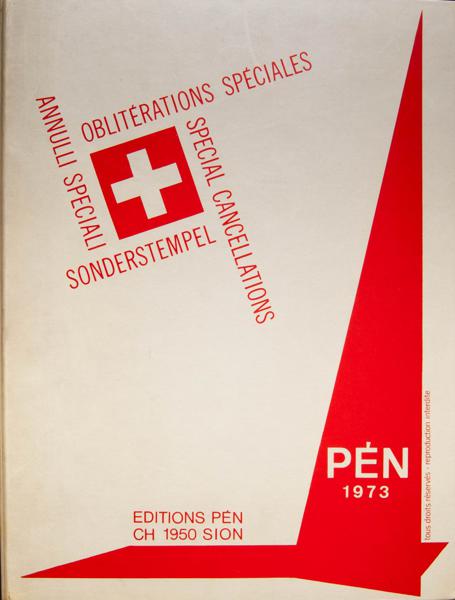 OBLITÉRATIONS SPÉCIALES
ANNULLI SPECIALI
SPECIAL CANCELLATIONS
SONDERSTEMPEL
PÉN
1973
tous droits réservés - reproduction interdite
EDITIONS PÉN
CH 1950 SION